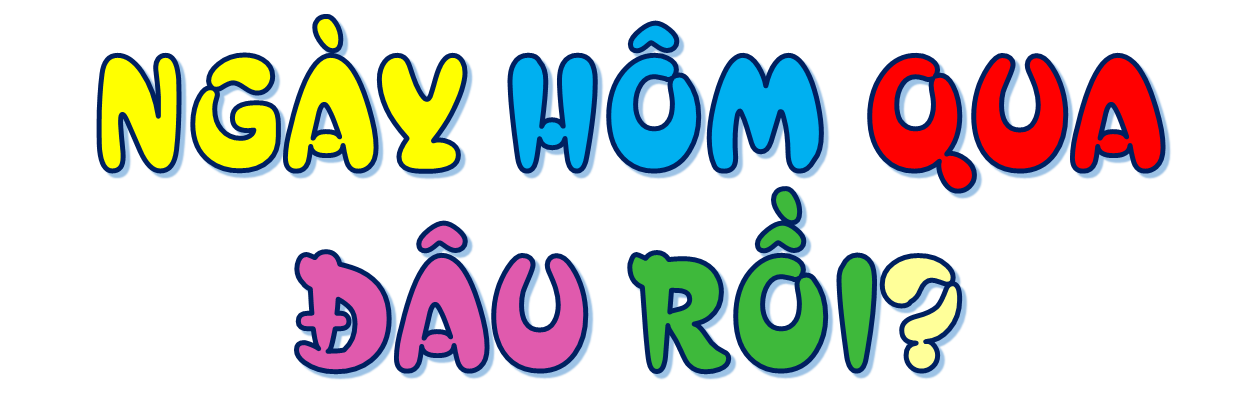 NGÀY HÔM QUA
ĐÂU RỒI?